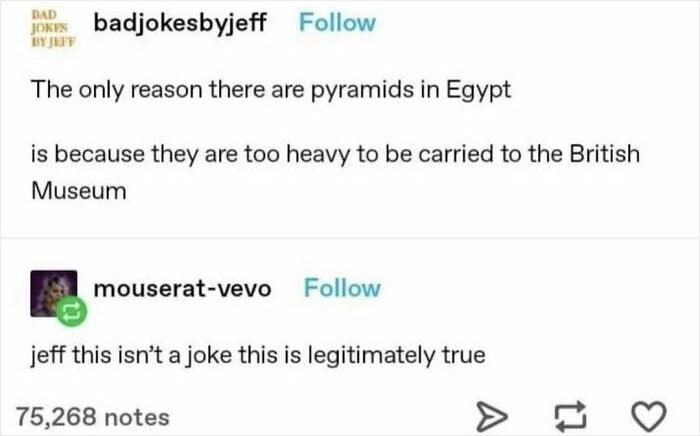 BAD
JOKES
BY JEFF
badjokesbyjeff Follow
The only reason there are pyramids in Egypt
is because they are too heavy to be carried to the British
Museum
mouserat-vevo Follow
jeff this isn't a joke this is legitimately true
75,268 notes